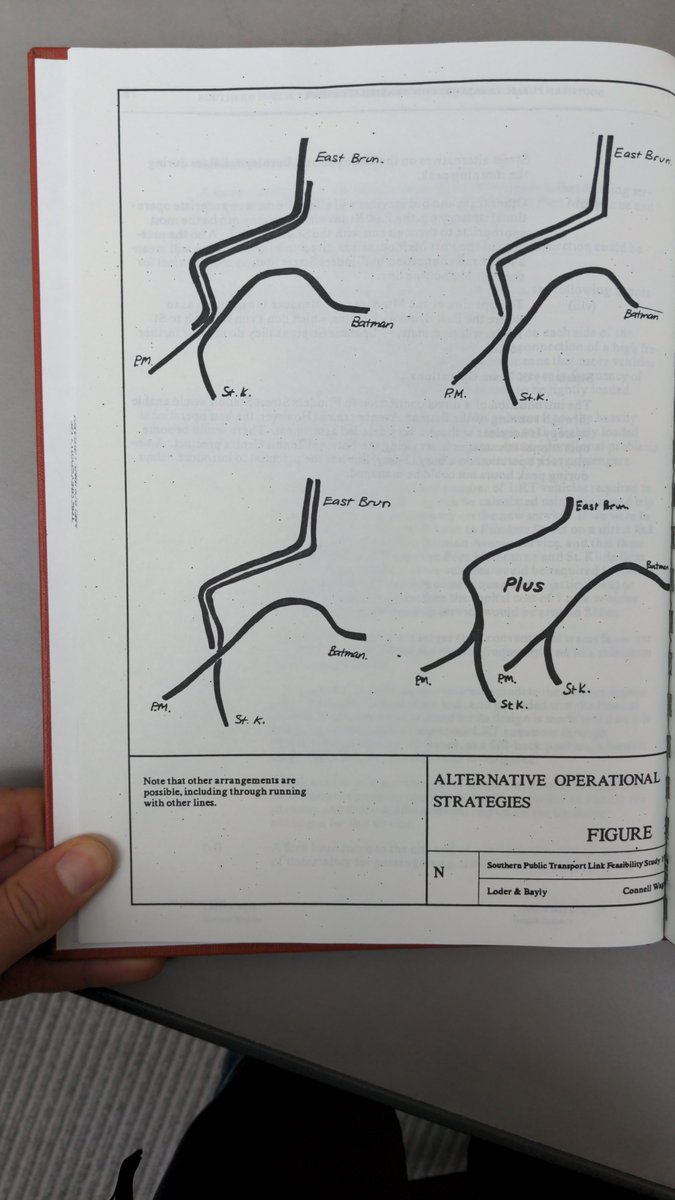 East Brun.
Batman
P.M.
St.K.
East Brun.
Batman
P.M.
St.K.
East Brun
Batman.
P.M.
St. K.
East Brun.
Plus
Batman
P.M.
P.M.
St.K.
St K.
Note that other arrangements are
possible, including through running
with other lines.
ALTERNATIVE OPERATIONAL
STRATEGIES
FIGURE
N
Southern Public Transport Link Feasibility Study
Loder & Bayly
Connell